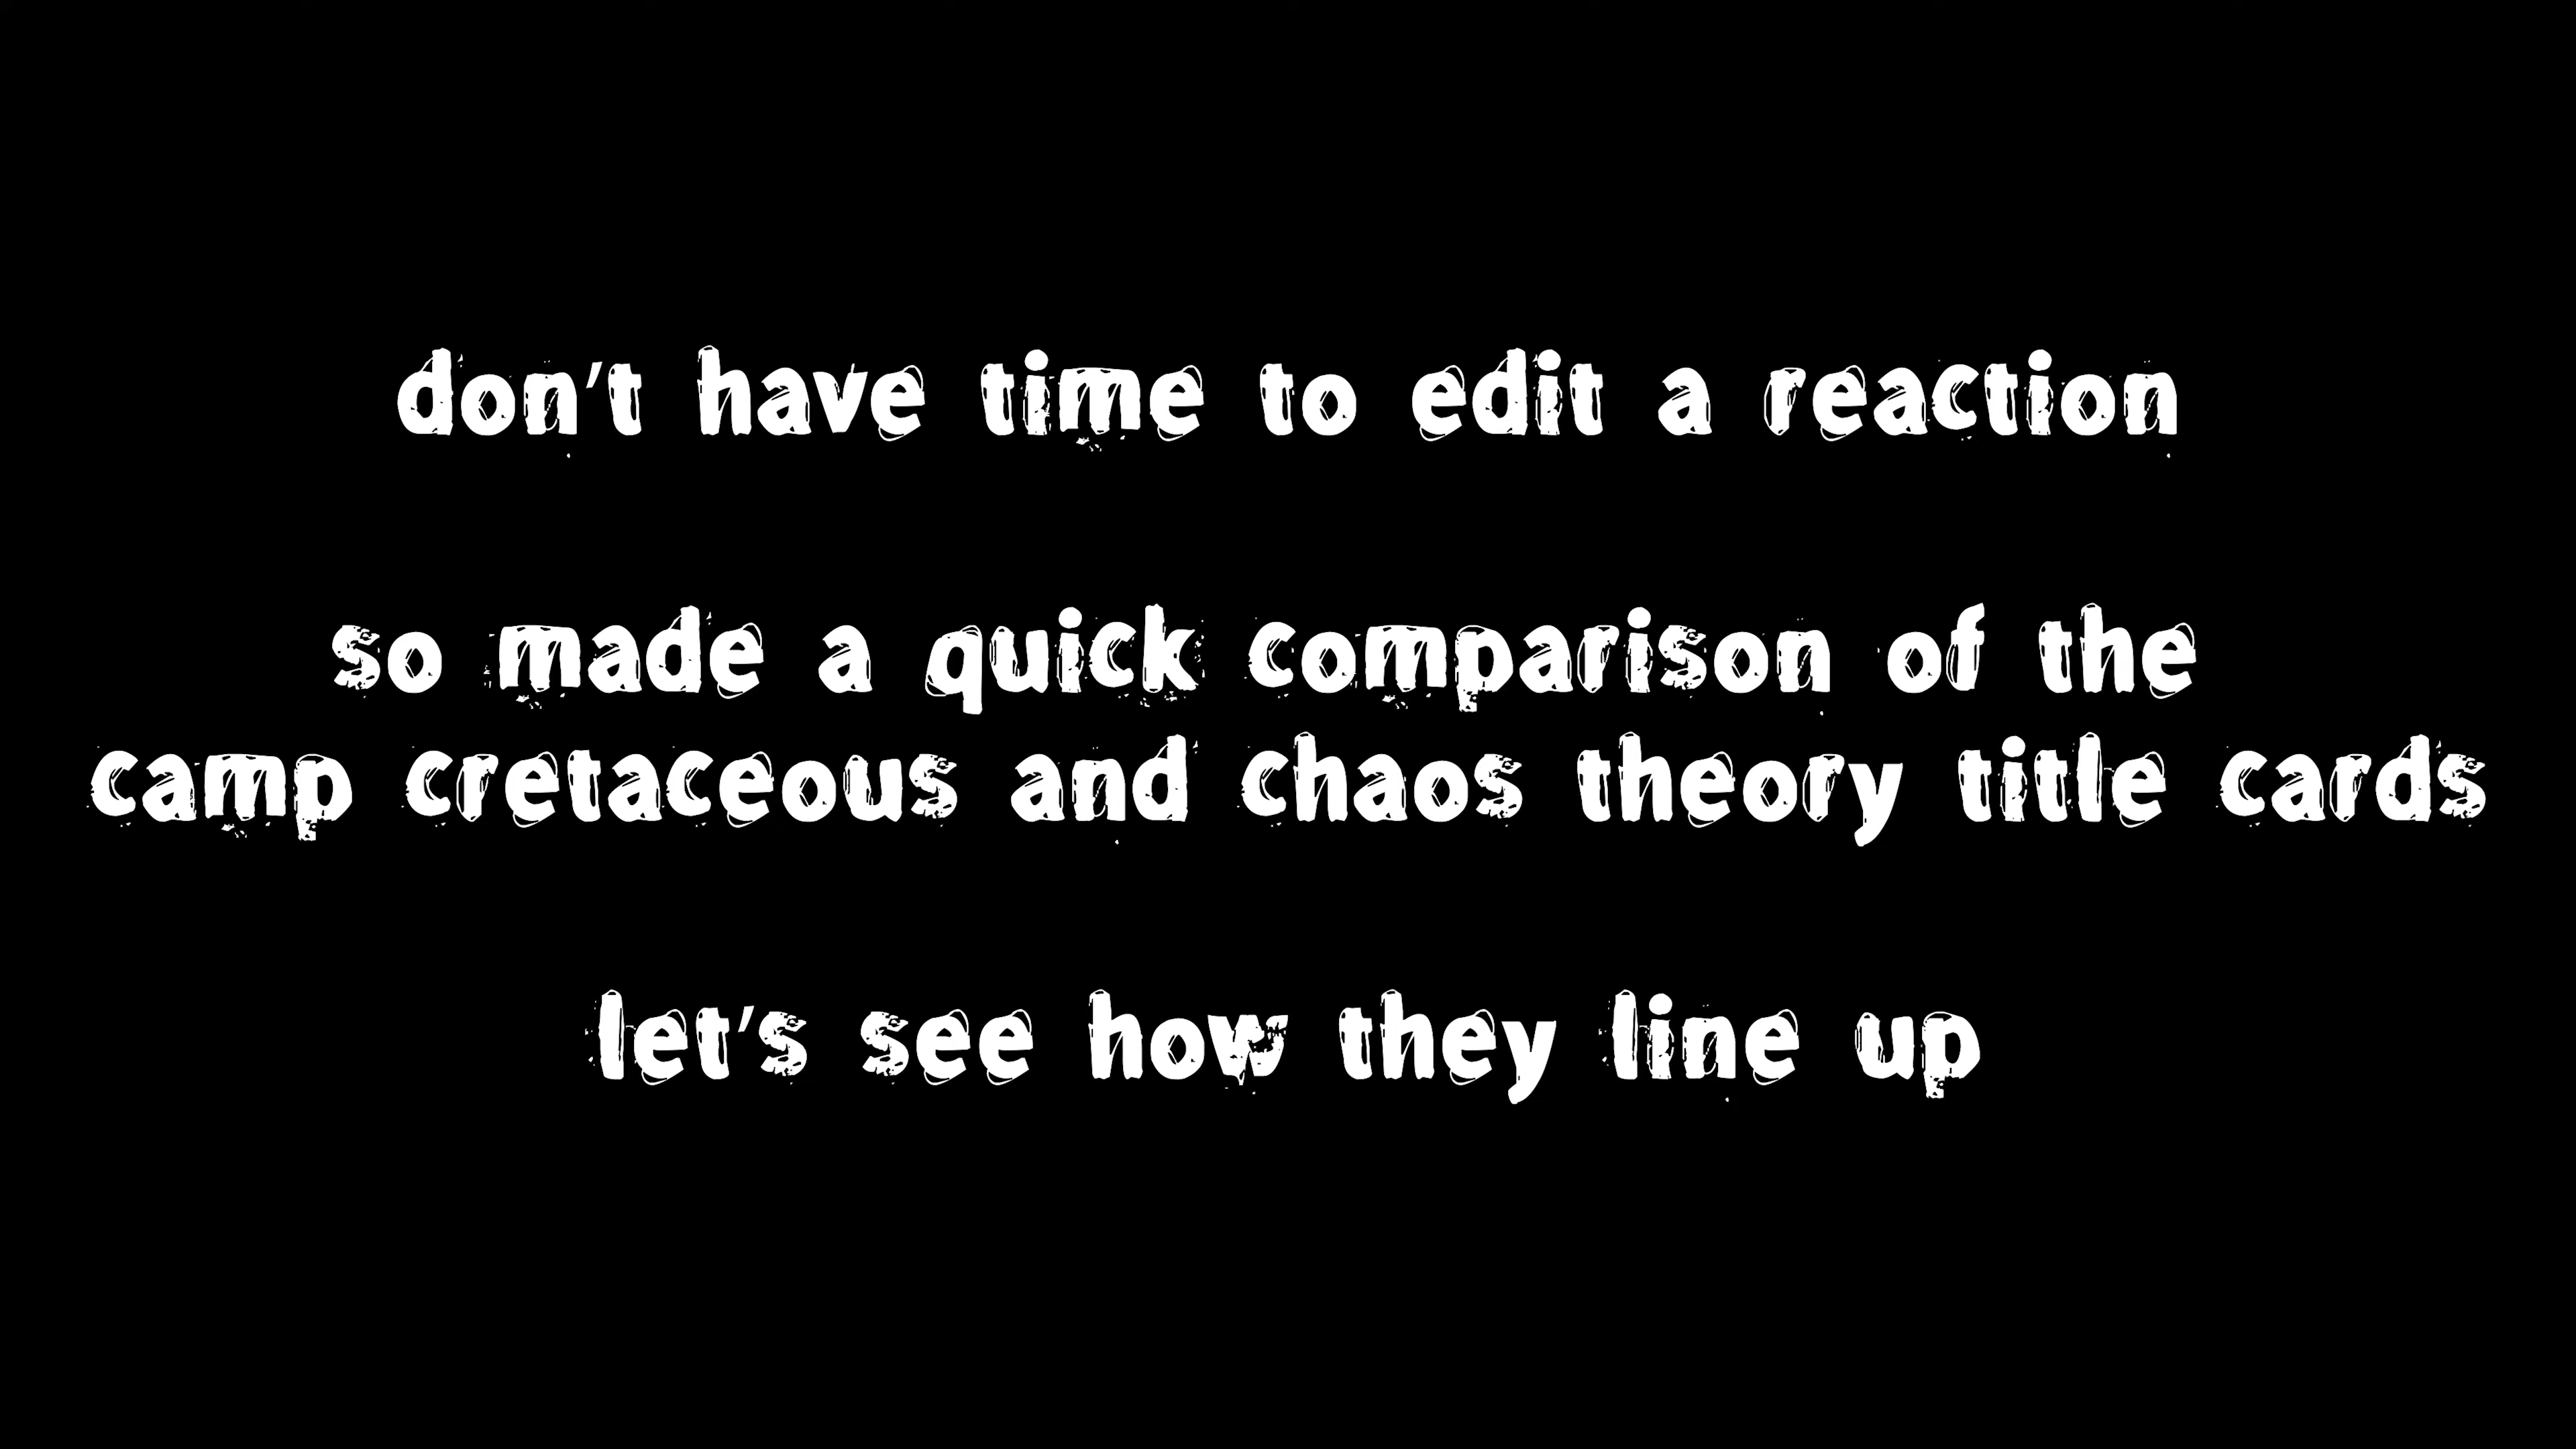 don't have time to edit a reaction
so made a quick comparison of the
camp cretaceous and chaos theory title cards
let's see how they line up